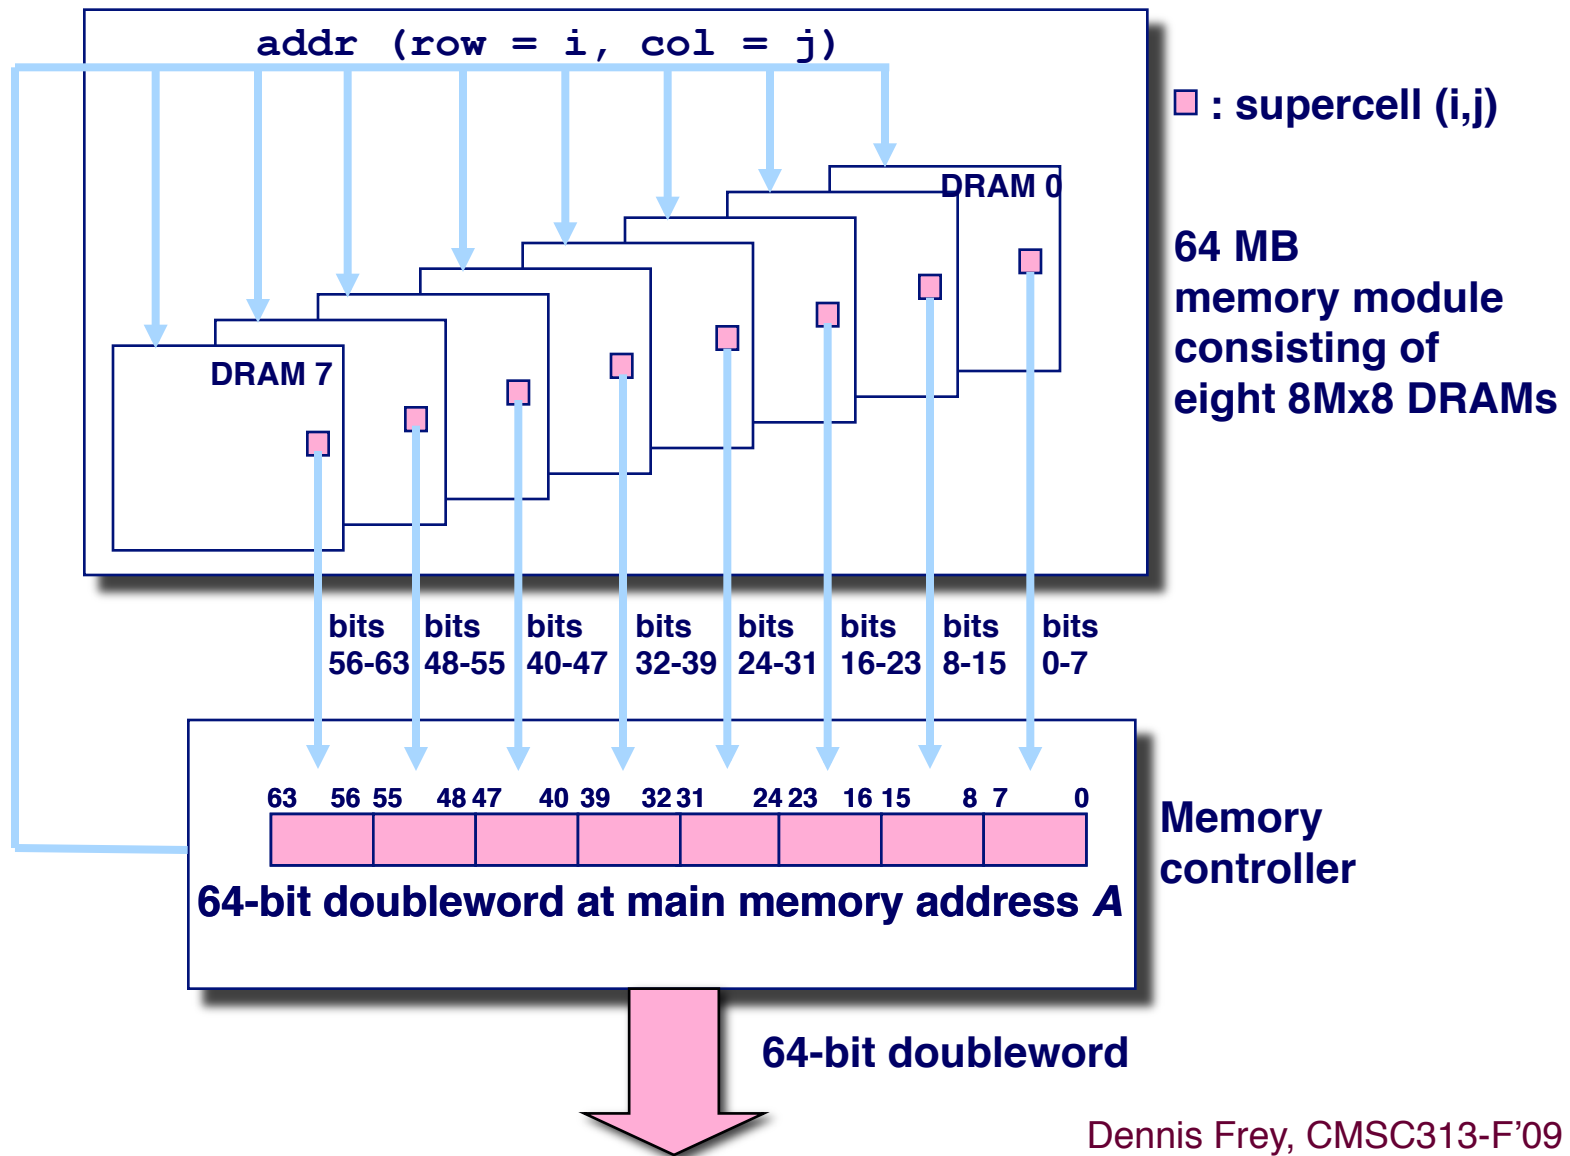 addr (row = i, col = j)
: supercell (i,j)
DRAM 0
64 MB
memory module
consisting of
eight 8Mx8 DRAMs
DRAM 7
bits 56-63
bits 48-55
bits 40-47
bits 32-39
bits 24-31
bits 16-23
bits 8-15
bits 0-7
63 56 55 48 47 40 39 32 31 24 23 16 15 8 7 0
Memory
controller
64-bit doubleword at main memory address A
64-bit doubleword
Dennis Frey, CMSC313-F'09